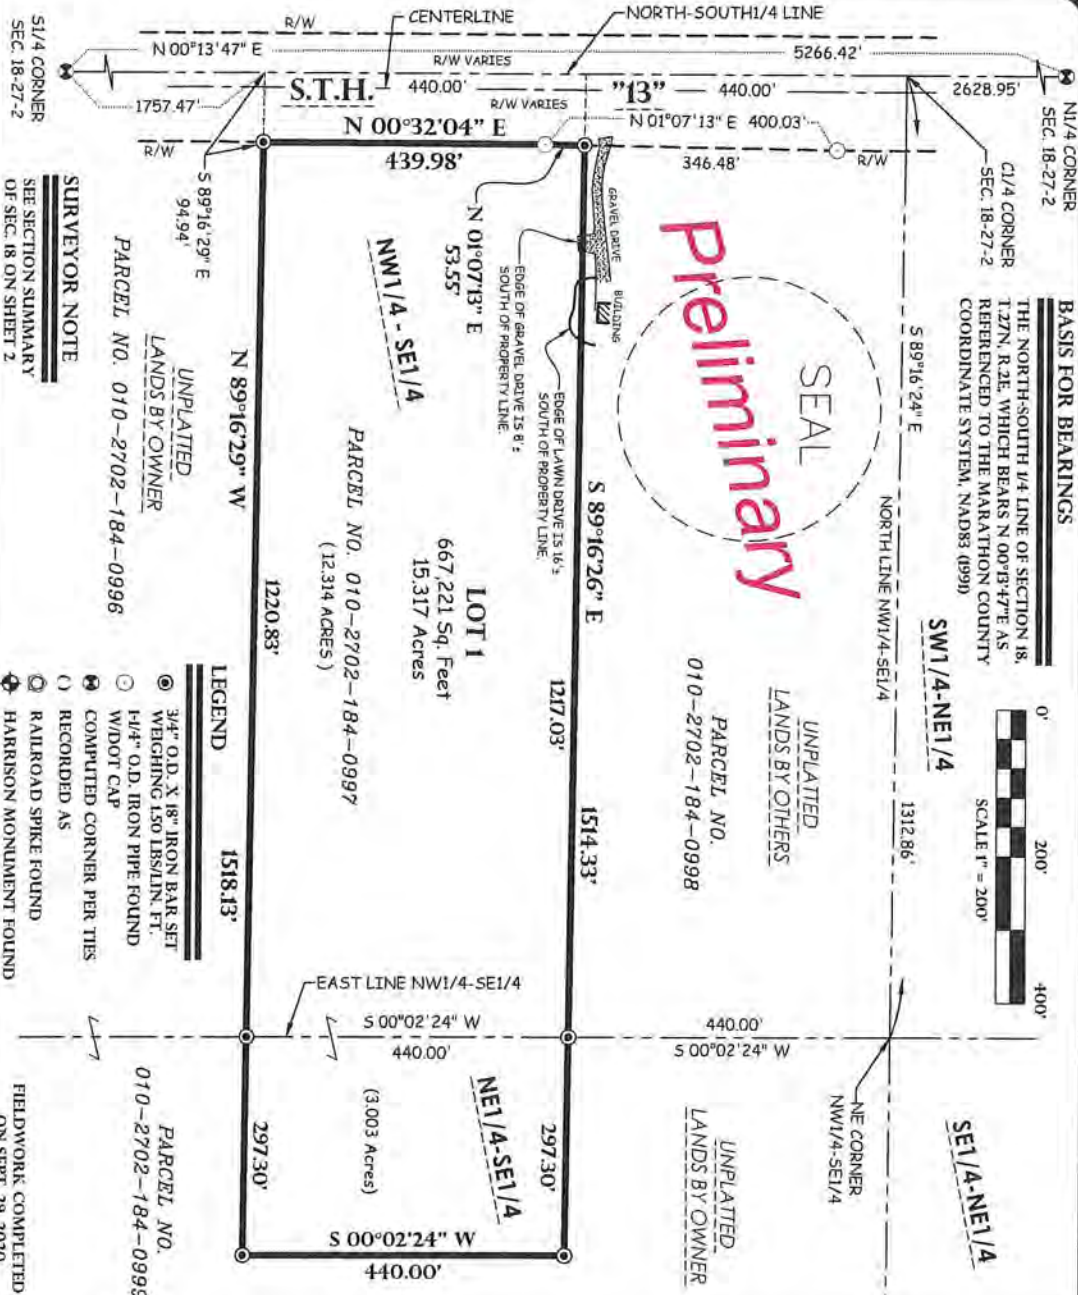 N1/4 CORNER
SEC. 18-27-2
C1/4 CORNER
SEC. 18-27-2
S1/4 CORNER
SEC. 18-27-2
R/W
CENTERLINE
NORTH-SOUTH1/4 LINE
N 00°13'47" E
R/W VARIES
5266.42'
1757.47'
S.T.H.
440.00'
R/W VARIES
"13"
440.00'
2628.95'
R/W
N 00°32'04" E
439.98'
N 01°07'13" E 400.03'
346.48'
R/W
S 89°16'29" E
94.94'
N 01°07'13" E
53.55'
GRAVEL DRIVE
BUILDING
EDGE OF GRAVEL DRIVE IS 8'±
SOUTH OF PROPERTY LINE.
EDGE OF LAWN DRIVE IS 16'±
SOUTH OF PROPERTY LINE.
BASIS FOR BEARINGS
THE NORTH-SOUTH 1/4 LINE OF SECTION 18,
T.27N., R.2E., WHICH BEARS N 00°13'47"E AS
REFERENCED TO THE MARATHON COUNTY
COORDINATE SYSTEM, NAD83 (1991)
0'
200'
400'
SCALE 1" = 200'
SW1/4-NE1/4
SE1/4-NE1/4
S 89°16'24" E
NORTH LINE NW1/4-SE1/4
1312.86'
NE CORNER
NW1/4-SE1/4
SEAL
Preliminary
UNPLATTED
LANDS BY OTHERS
PARCEL NO.
010-2702-184-0998
440.00'
S 00°02'24" W
UNPLATTED
LANDS BY OWNER
S 89°16'26" E
1217.03'
1514.33'
297.30'
NW1/4 - SE1/4
LOT 1
667,221 Sq. Feet
15.317 Acres
PARCEL NO. 010-2702-184-0997
(12.314 ACRES)
EAST LINE NW1/4-SE1/4
S 00°02'24" W
440.00'
NE1/4-SE1/4
(3.003 Acres)
S 00°02'24" W
440.00'
N 89°16'29" W
1220.83'
1518.13'
297.30'
UNPLATTED
LANDS BY OWNER
PARCEL NO. 010-2702-184-0996
PARCEL NO.
010-2702-184-0999
SURVEYOR NOTE
SEE SECTION SUMMARY
OF SEC. 18 ON SHEET 2.
LEGEND
3/4" O.D. X 18" IRON BAR SET
WEIGHING 1.50 LBS/LIN. FT.
1-1/4" O.D. IRON PIPE FOUND
W/DOT CAP
COMPUTED CORNER PER TIES
() RECORDED AS
RAILROAD SPIKE FOUND
HARRISON MONUMENT FOUND
FIELDWORK COMPLETED
ON SEPT. 29, 2020